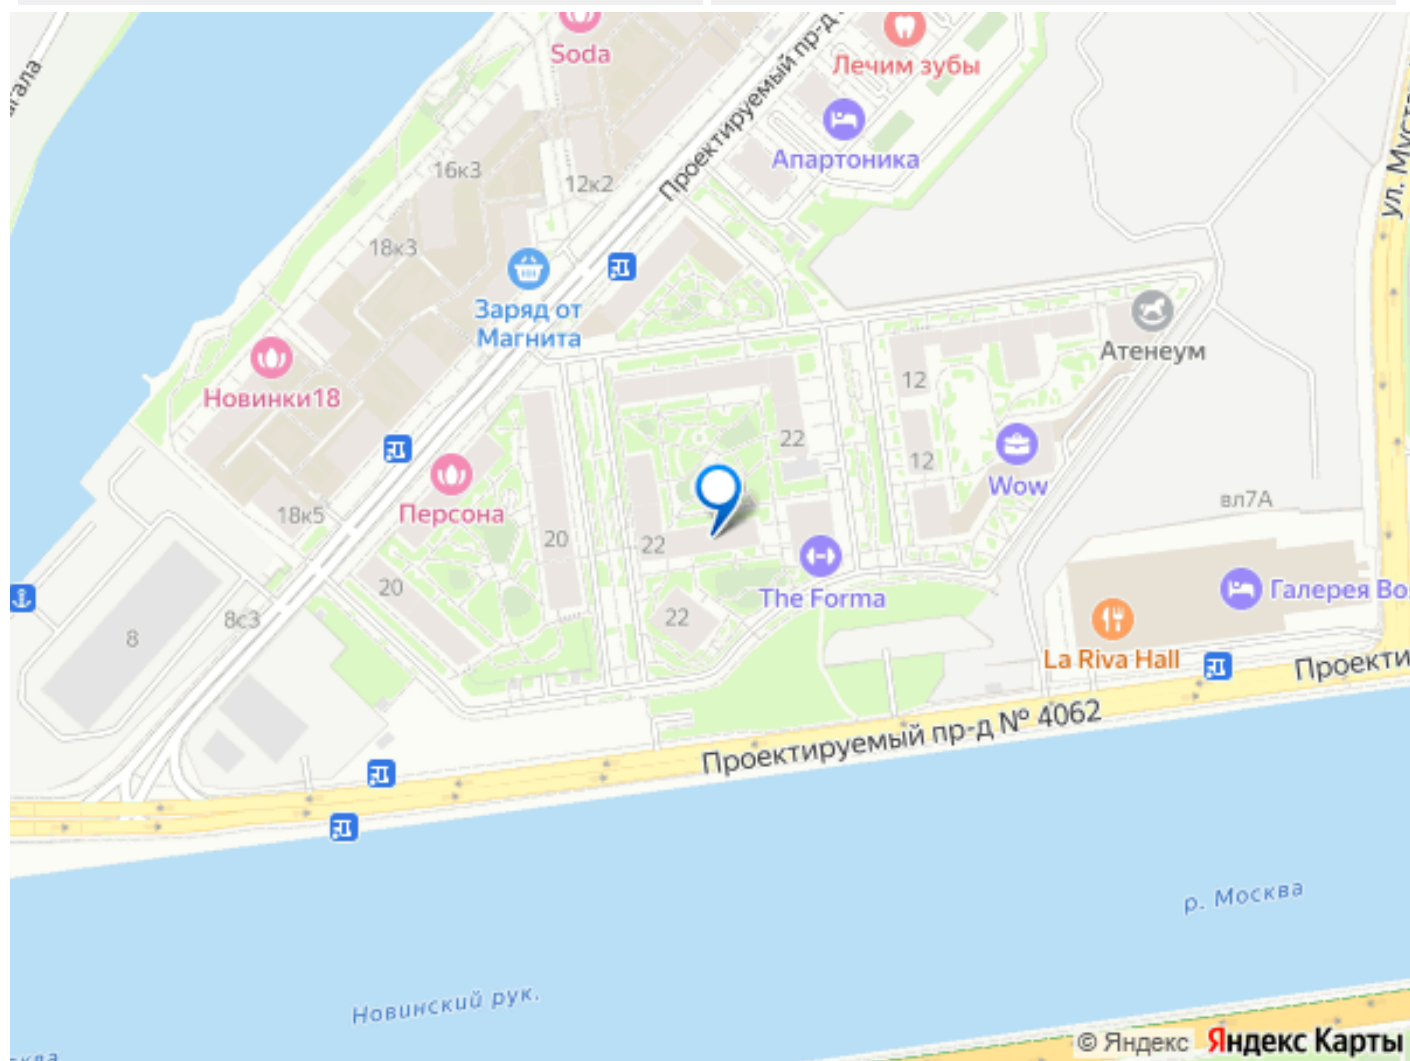 Soda
Лечим зубы
Проектируемый пр-д
Апартоника
16к3
12к2
18к3
Заряд от
Магнита
Атенеум
Новинки18
12
22
12
Wow
Персона
18к5
вл7А
20
22
The Forma
Галерея
20
22
8с3
8
La Riva Hall
Проектируемый пр-д № 4062
р. Москва
Новинский рук.
© Яндекс Яндекс Карты